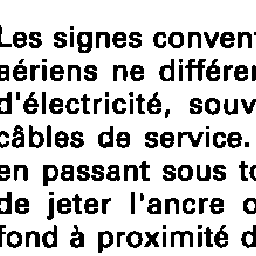 Les signes convent
aériens ne différe
d'électricité, souv
câbles de service.
en passant sous to
de jeter l'ancre o
fond à proximité d